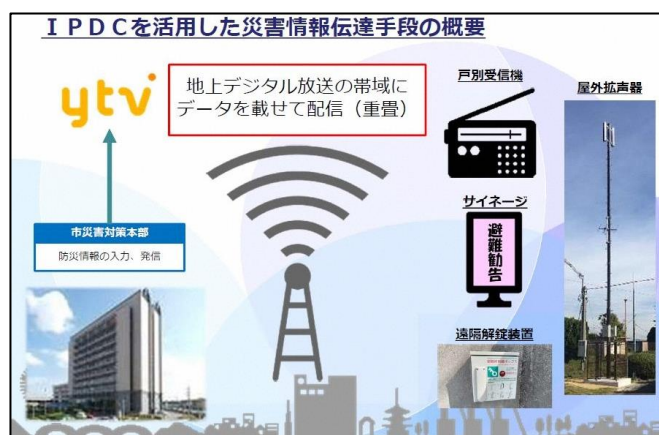 ＩＰＤＣを活用した災害情報伝達手段の概要
ytv
地上デジタル放送の帯域に
データを載せて配信（重畳）
戸別受信機
屋外拡声器
市災害対策本部
防災情報の入力、発信
サイネージ
避難勧告
遠隔解錠装置